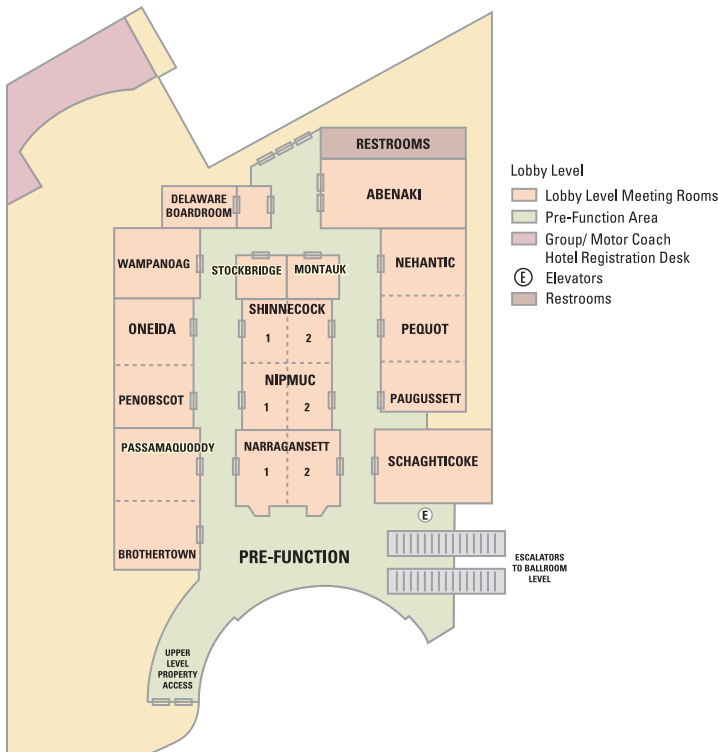 RESTROOMS
ABENAKI
DELAWARE
BOARDROOM
WAMPANOAG
STOCKBRIDGE
MONTAUK
NEHANTIC
SHINNECOCK
1
2
ONEIDA
PEQUOT
NIPMUC
1
2
PENOBSCOT
PAUGUSSETT
PASSAMAQUODDY
NARRAGANSETT
1
2
SCHAGHTICOKE
E
BROTHERTOWN
PRE-FUNCTION
ESCALATORS
TO BALLROOM
LEVEL
UPPER
LEVEL
PROPERTY
ACCESS
Lobby Level
Lobby Level Meeting Rooms
Pre-Function Area
Group/ Motor Coach
Hotel Registration Desk
E Elevators
Restrooms